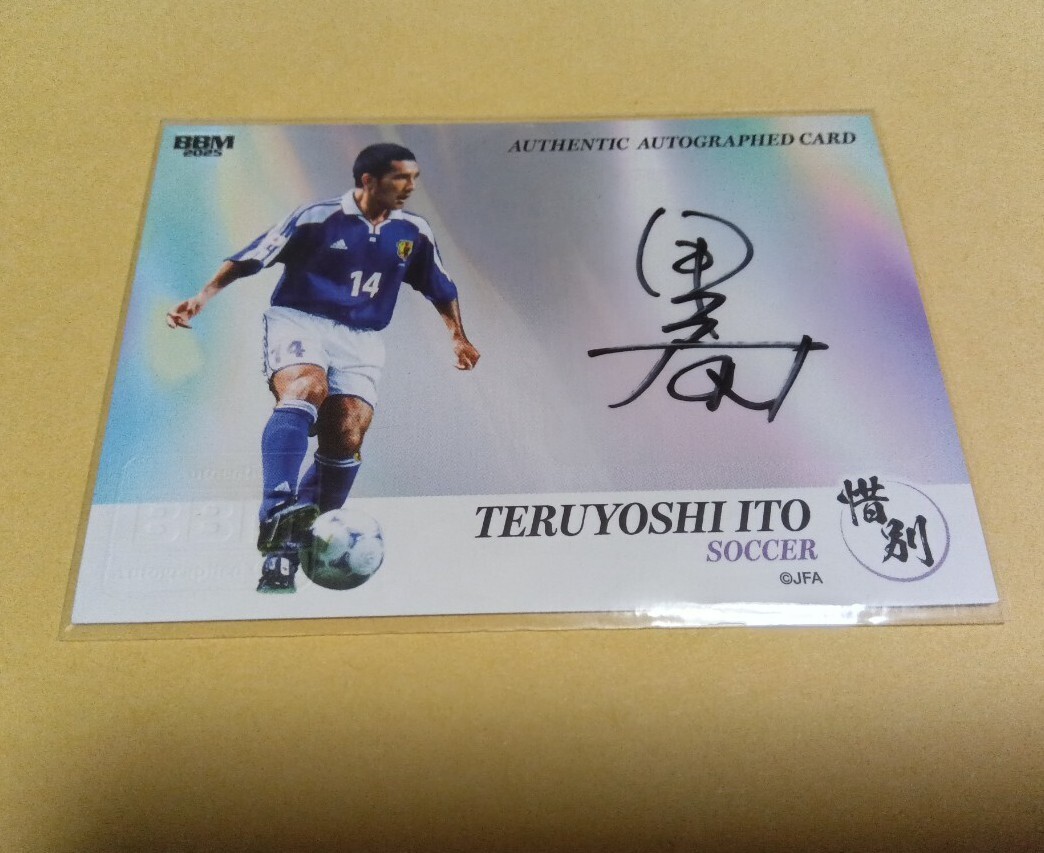 BBM
2025
AUTHENTIC AUTOGRAPHED CARD
14
14
TERUYOSHI ITO
SOCCER
©JFA
惜別